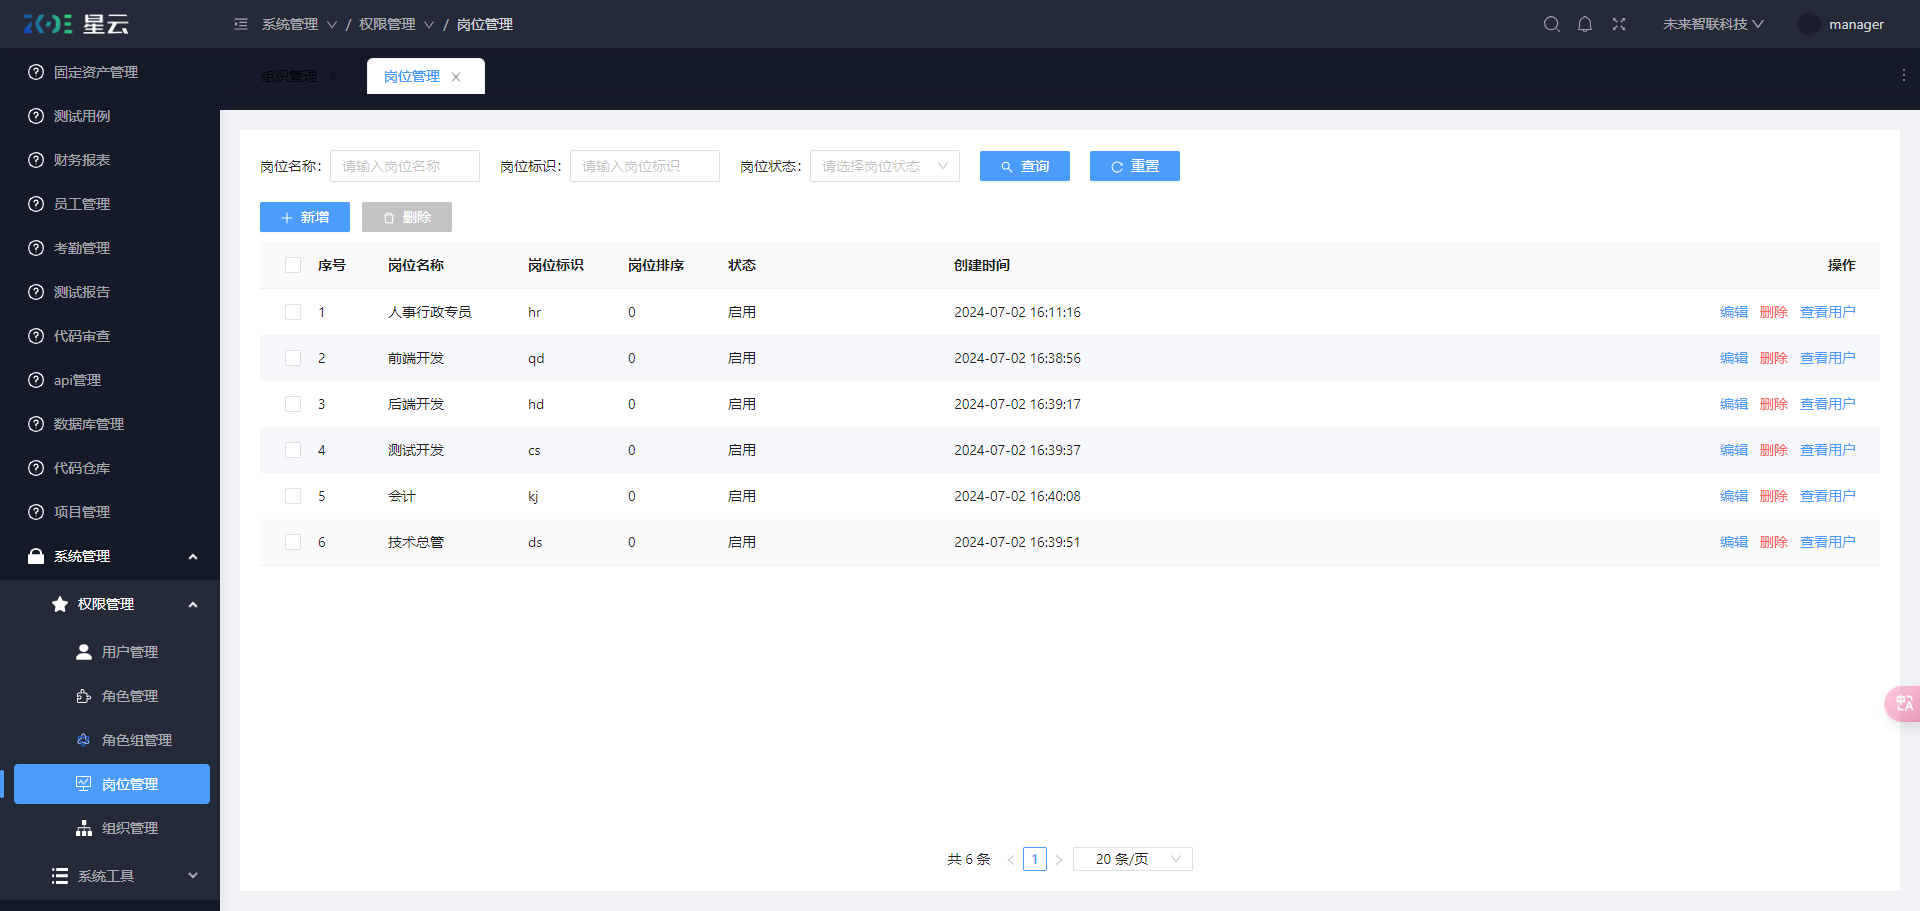 星云
系统管理 / 权限管理 / 岗位管理
未来智联科技
manager
固定资产管理
测试用例
财务报表
员工管理
考勤管理
测试报告
代码审查
api管理
数据库管理
代码仓库
项目管理
系统管理
权限管理
用户管理
角色管理
角色组管理
岗位管理
组织管理
系统工具
组织管理 岗位管理
岗位名称: 请输入岗位名称 岗位标识: 请输入岗位标识 岗位状态: 请选择岗位状态 查询 重置
新增 删除
序号 岗位名称 岗位标识 岗位排序 状态 创建时间 操作
1 人事行政专员 hr 0 启用 2024-07-02 16:11:16 编辑 删除 查看用户
2 前端开发 qd 0 启用 2024-07-02 16:38:56 编辑 删除 查看用户
3 后端开发 hd 0 启用 2024-07-02 16:39:17 编辑 删除 查看用户
4 测试开发 cs 0 启用 2024-07-02 16:39:37 编辑 删除 查看用户
5 会计 kj 0 启用 2024-07-02 16:40:08 编辑 删除 查看用户
6 技术总管 ds 0 启用 2024-07-02 16:39:51 编辑 删除 查看用户
共 6 条 < 1 > 20 条/页